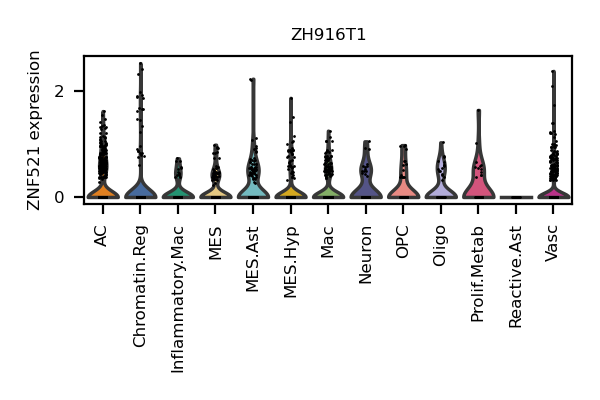 ZH916T1
ZNF521 expression
2
0
AC
Chromatin.Reg
Inflammatory.Mac
MES
MES.Ast
MES.Hyp
Mac
Neuron
OPC
Oligo
Prolif.Metab
Reactive.Ast
Vasc